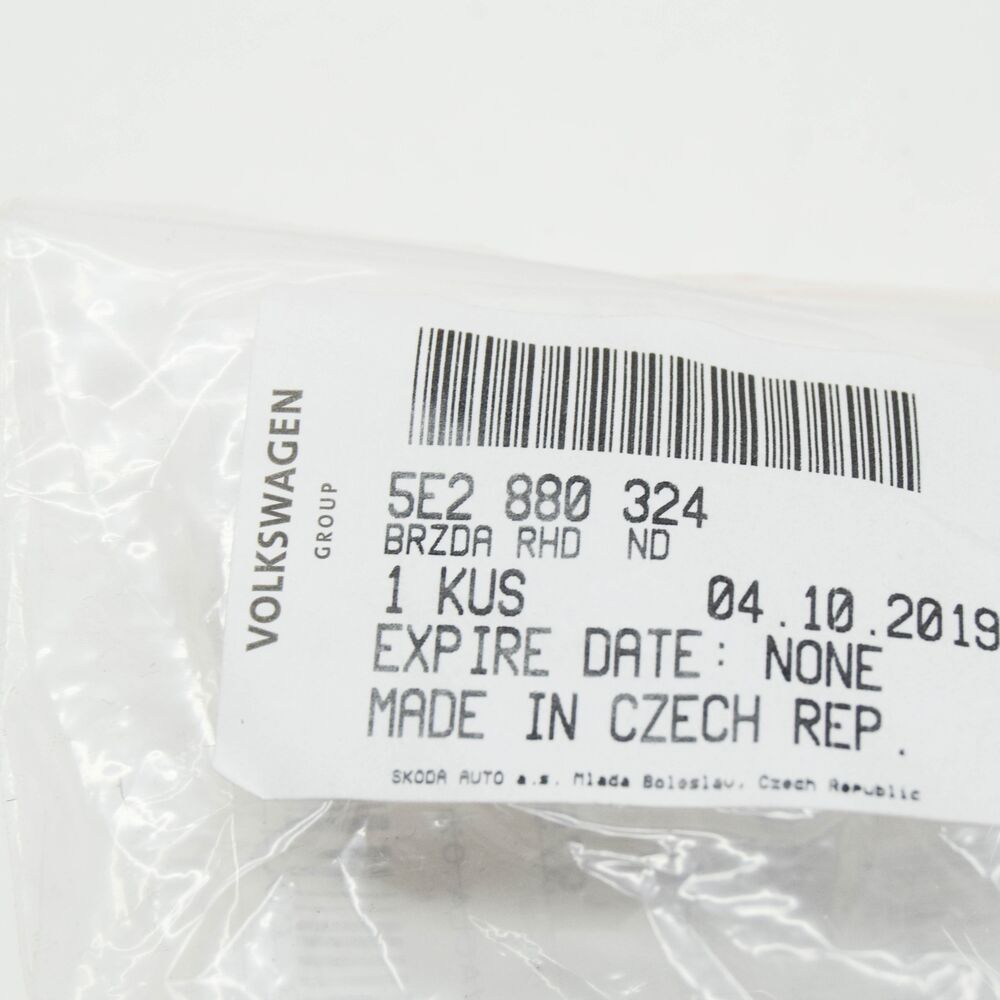 VOLKSWAGEN
GROUP
5E2 880 324
BRZDA RHD ND
1 KUS 04.10.2019
EXPIRE DATE: NONE
MADE IN CZECH REP.
SKODA AUTO a.s. Mlada Boleslav, Czech Republic